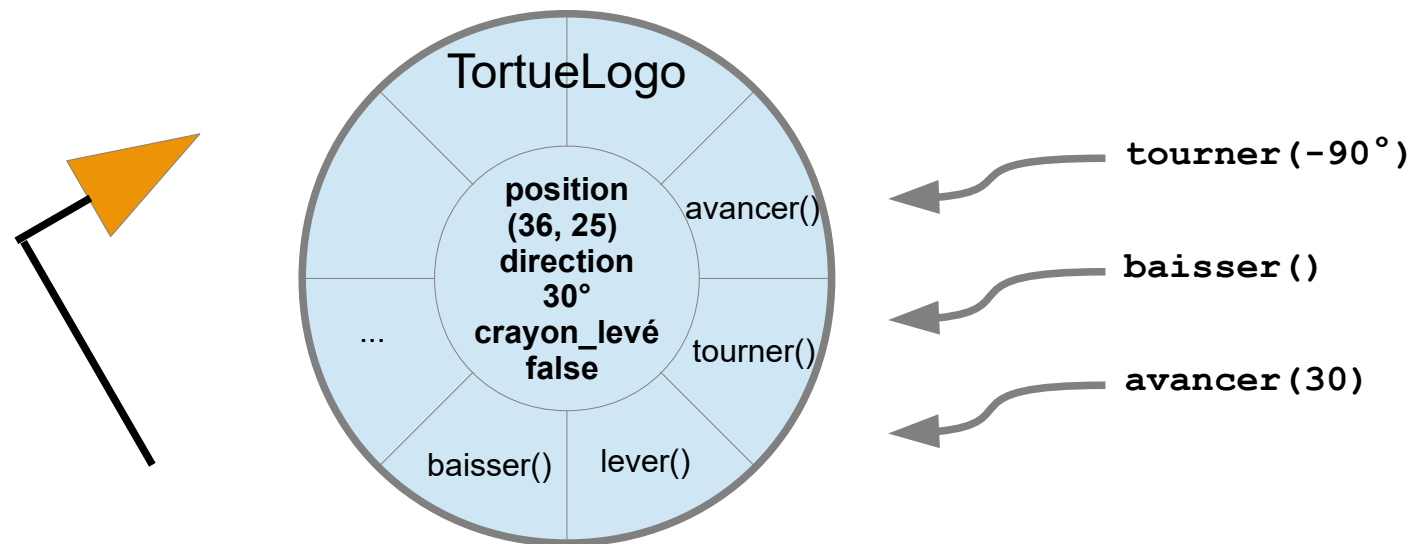 TortueLogo
position
(36, 25)
direction
30°
crayon_levé
false
avancer()
tourner()
lever()
baisser()
...
tourner(-90°)
baisser()
avancer(30)